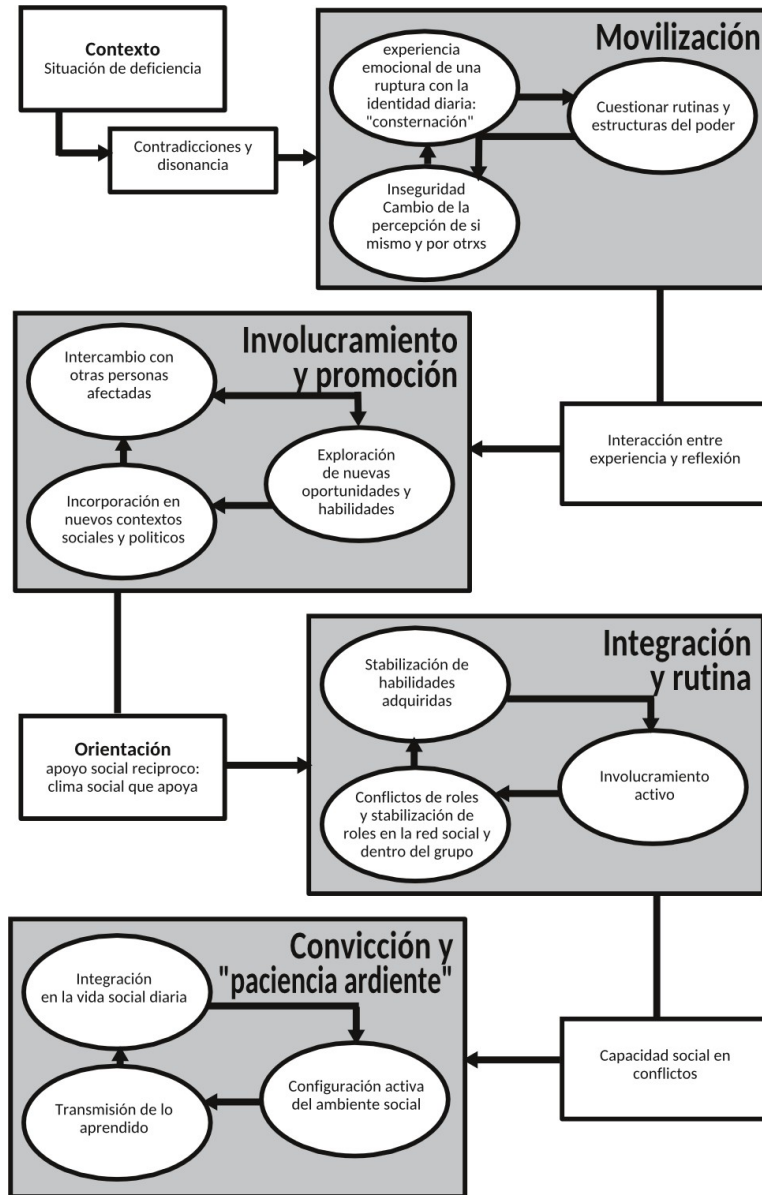 Contexto
Situación de deficiencia
Contradicciones y
disonancia
Movilización
experiencia
emocional de una
ruptura con la
identidad diaria:
"consternación"
Cuestionar rutinas y
estructuras del poder
Inseguridad
Cambio de la
percepción de si
mismo y por otrxs
Involucramiento
y promoción
Intercambio con
otras personas
afectadas
Exploración
de nuevas
oportunidades y
habilidades
Incorporación en
nuevos contextos
sociales y politicos
Interacción entre
experiencia y reflexión
Orientación
apoyo social reciproco:
clima social que apoya
Integración
y rutina
Stabilización de
habilidades
adquiridas
Involucramiento
activo
Conflictos de roles
y stabilización de
roles en la red social y
dentro del grupo
Convicción y
"paciencia ardiente"
Integración
en la vida social diaria
Configuración activa
del ambiente social
Transmisión de lo
aprendido
Capacidad social en
conflictos